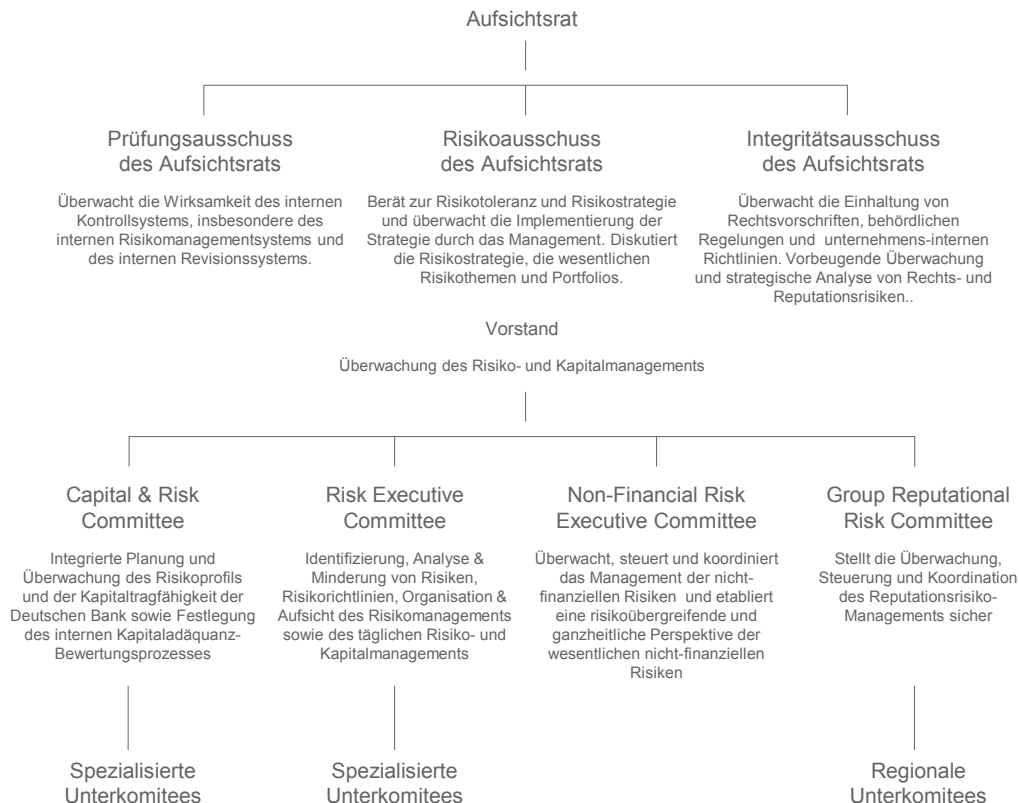 Aufsichtsrat
Prüfungsausschuss
des Aufsichtsrats
Überwacht die Wirksamkeit des internen
Kontrollsystems, insbesondere des
internen Risikomanagementsystems und
des internen Revisionssystems.
Risikoausschuss
des Aufsichtsrats
Berät zur Risikotoleranz und Risikostrategie
und überwacht die Implementierung der
Strategie durch das Management. Diskutiert
die Risikostrategie, die wesentlichen
Risikothemen und Portfolios.
Integritätsausschuss
des Aufsichtsrats
Überwacht die Einhaltung von
Rechtsvorschriften, behördlichen
Regelungen und unternehmens-internen
Richtlinien. Vorbeugende Überwachung
und strategische Analyse von Rechts- und
Reputationsrisiken..
Vorstand
Überwachung des Risiko- und Kapitalmanagements
Capital & Risk
Committee
Integrierte Planung und
Überwachung des Risikoprofils
und der Kapitaltragfähigkeit der
Deutschen Bank sowie Festlegung
des internen Kapitaladäquanz-
Bewertungsprozesses
Risk Executive
Committee
Identifizierung, Analyse &
Minderung von Risiken,
Risikorichtlinien, Organisation &
Aufsicht des Risikomanagements
sowie des täglichen Risiko- und
Kapitalmanagements
Non-Financial Risk
Executive Committee
Überwacht, steuert und koordiniert
das Management der nicht-
finanziellen Risiken und etabliert
eine risikoübergreifende und
ganzheitliche Perspektive der
wesentlichen nicht-finanziellen
Risiken
Group Reputational
Risk Committee
Stellt die Überwachung,
Steuerung und Koordination
des Reputationsrisiko-
Managements sicher
Spezialisierte
Unterkomitees
Spezialisierte
Unterkomitees
Regionale
Unterkomitees